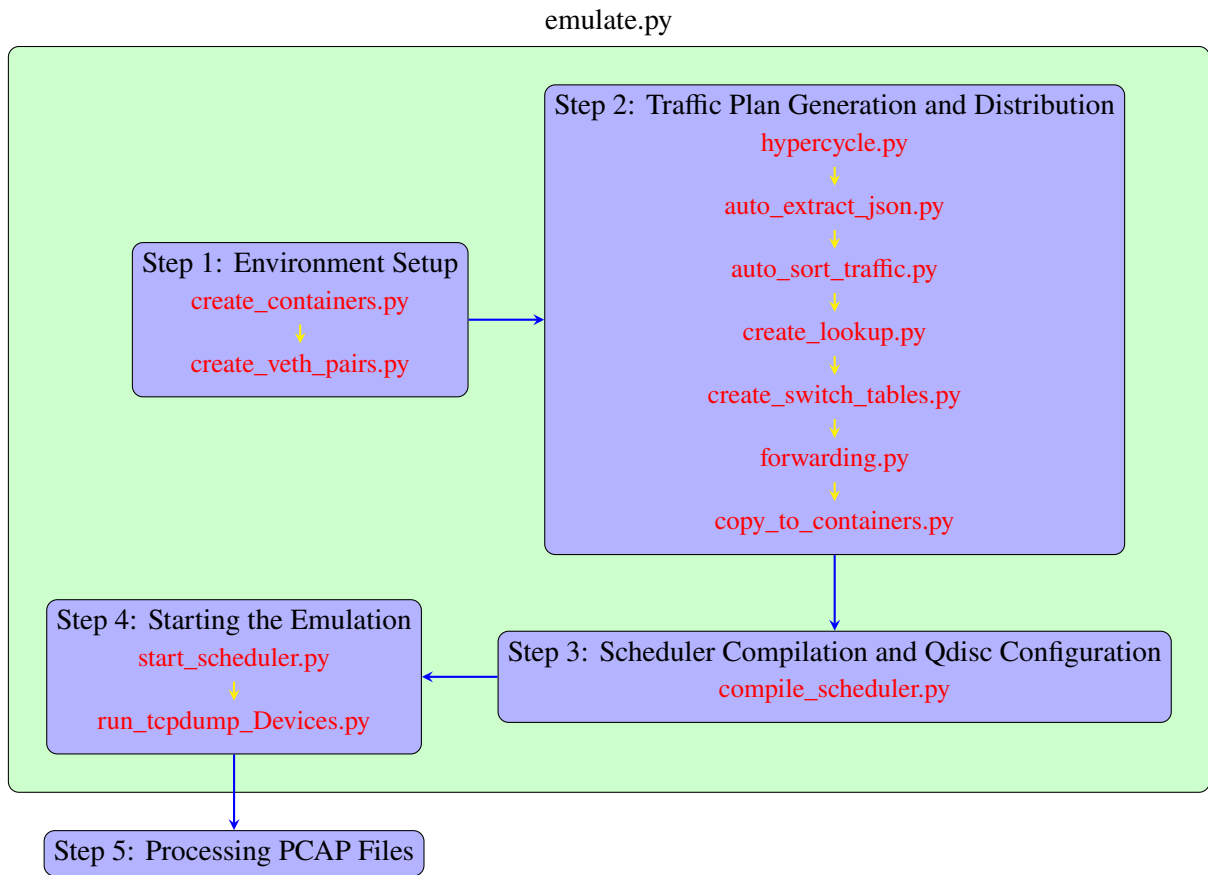 emulate.py
Step 1: Environment Setup
create_containers.py
create_veth_pairs.py
Step 2: Traffic Plan Generation and Distribution
hypercycle.py
auto_extract_json.py
auto_sort_traffic.py
create_lookup.py
create_switch_tables.py
forwarding.py
copy_to_containers.py
Step 3: Scheduler Compilation and Qdisc Configuration
compile_scheduler.py
Step 4: Starting the Emulation
start_scheduler.py
run_tcpdump_Devices.py
Step 5: Processing PCAP Files